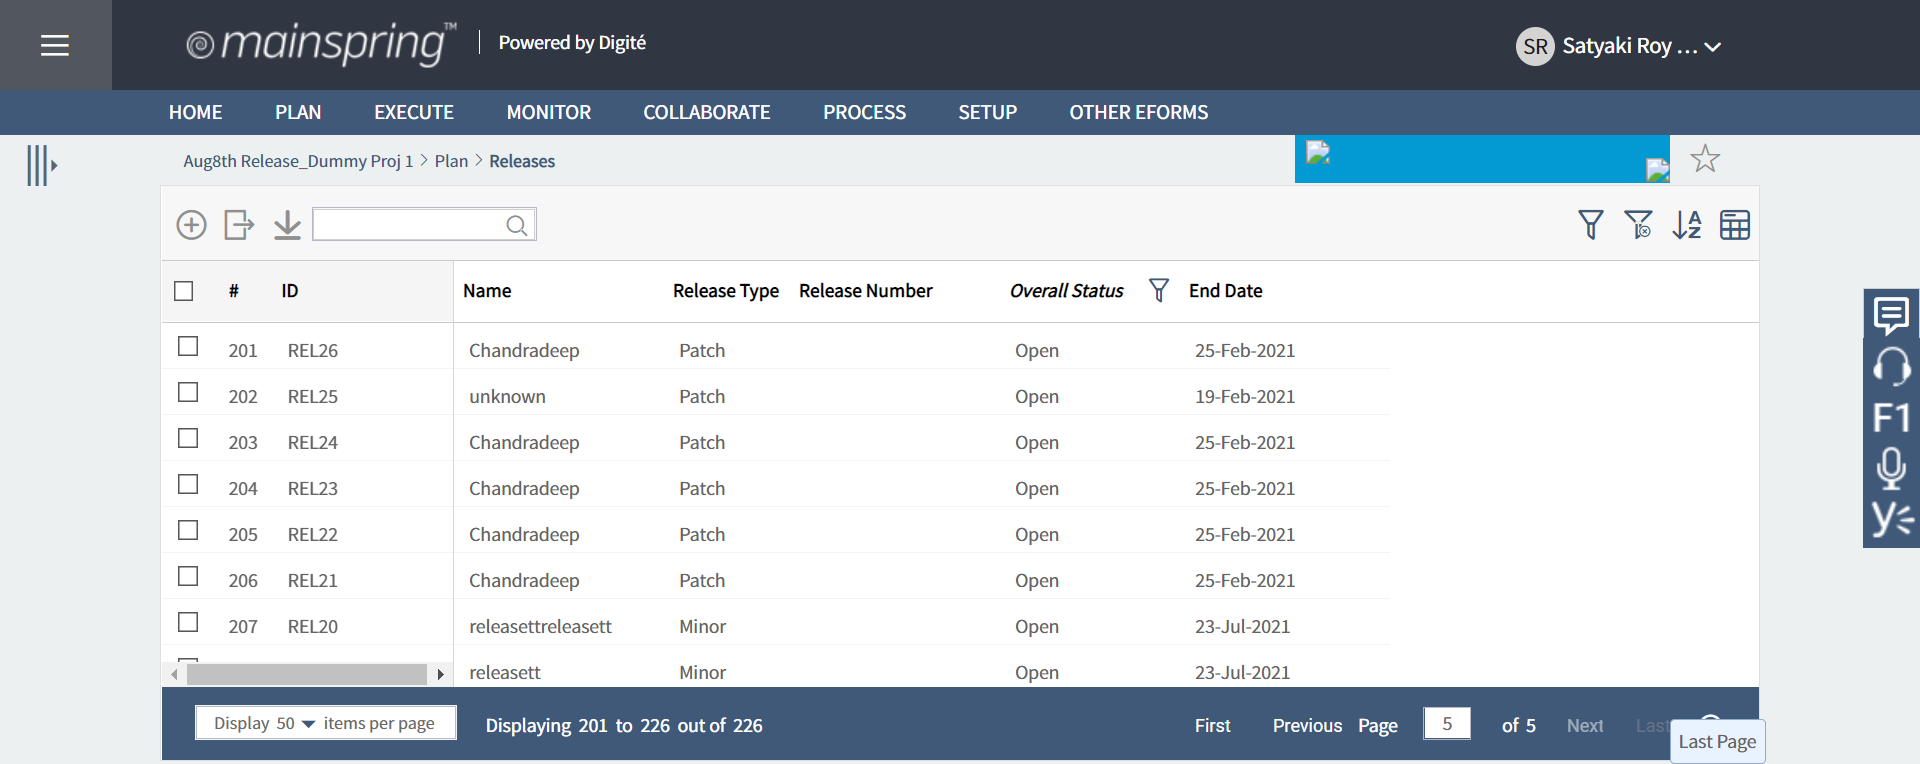 mainspring™ Powered by Digité SR Satyaki Roy ...
HOME PLAN EXECUTE MONITOR COLLABORATE PROCESS SETUP OTHER EFORMS
Aug8th Release_Dummy Proj 1 > Plan > Releases
# ID Name Release Type Release Number Overall Status End Date
201 REL26 Chandradeep Patch Open 25-Feb-2021
202 REL25 unknown Patch Open 19-Feb-2021
203 REL24 Chandradeep Patch Open 25-Feb-2021
204 REL23 Chandradeep Patch Open 25-Feb-2021
205 REL22 Chandradeep Patch Open 25-Feb-2021
206 REL21 Chandradeep Patch Open 25-Feb-2021
207 REL20 releasettreleasett Minor Open 23-Jul-2021
releasett Minor Open 23-Jul-2021
Display 50 items per page Displaying 201 to 226 out of 226 First Previous Page 5 of 5 Next Last
Last Page
F1
AZ